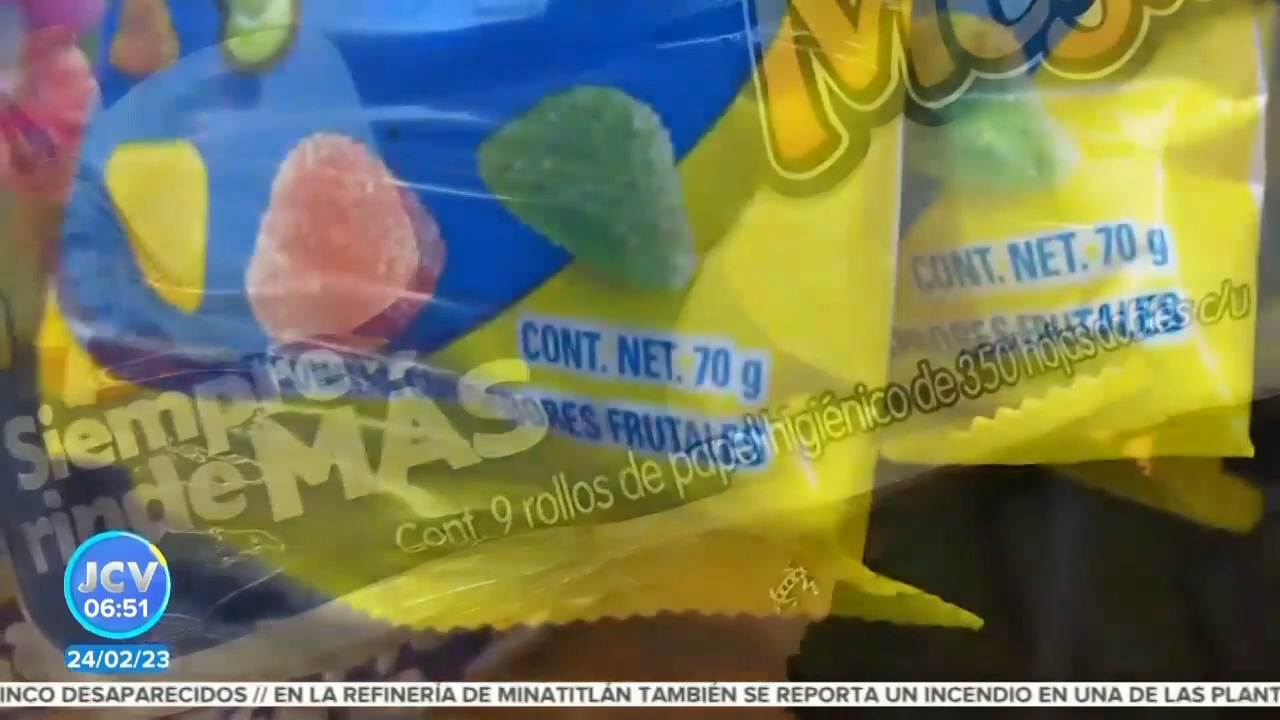 CONT. NET. 70 g
CONT. NET. 70 g
Siempre
rinde MÁS
Cont. 9 rollos de papel higiénico de 350 hojas dobles c/u
JCV
06:51
24/02/23
INCO DESAPARECIDOS // EN LA REFINERÍA DE MINATITLÁN TAMBIÉN SE REPORTA UN INCENDIO EN UNA DE LAS PLANT